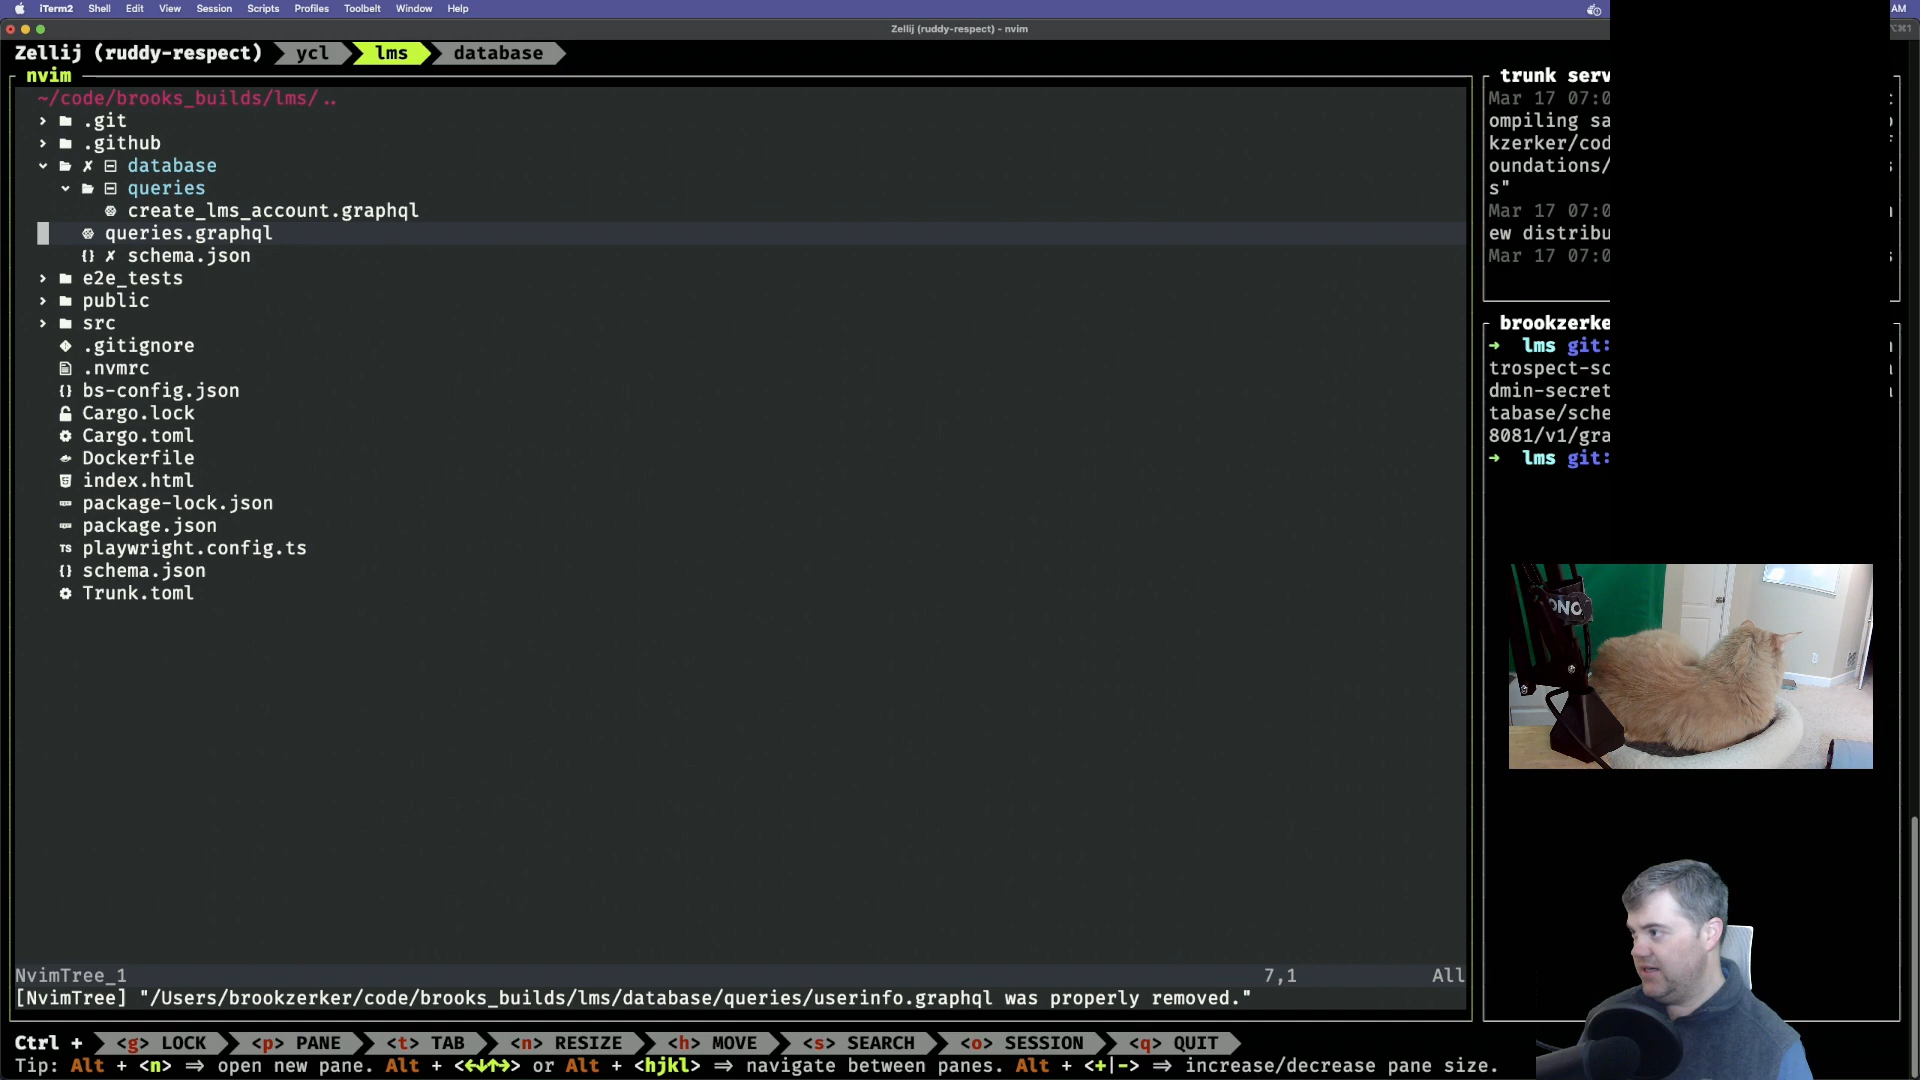 iTerm2 Shell Edit View Session Scripts Profiles Toolbelt Window Help AM
Zellij (ruddy-respect) - nvim
⌥⌘1
Zellij (ruddy-respect) ycl lms database
nvim
~/code/brooks_builds/lms/..
.git
.github
✗ database
queries
create_lms_account.graphql
queries.graphql
{} ✗ schema.json
e2e_tests
public
src
.gitignore
.nvmrc
{} bs-config.json
Cargo.lock
Cargo.toml
Dockerfile
index.html
package-lock.json
package.json
TS playwright.config.ts
{} schema.json
Trunk.toml
NvimTree_1 7,1 All
[NvimTree] "/Users/brookzerker/code/brooks_builds/lms/database/queries/userinfo.graphql was properly removed."
trunk serv
Mar 17 07:0
ompiling sa
kzerker/cod
oundations/
s"
Mar 17 07:0
ew distribu
Mar 17 07:0
brookzerke
→ lms git:
trospect-sc
dmin-secret
tabase/sche
8081/v1/gra
→ lms git:
Ctrl + <g> LOCK <p> PANE <t> TAB <n> RESIZE <h> MOVE <s> SEARCH <o> SESSION <q> QUIT
Tip: Alt + <n> => open new pane. Alt + <←↓↑→> or Alt + <hjkl> => navigate between panes. Alt + <+|-> => increase/decrease pane size.